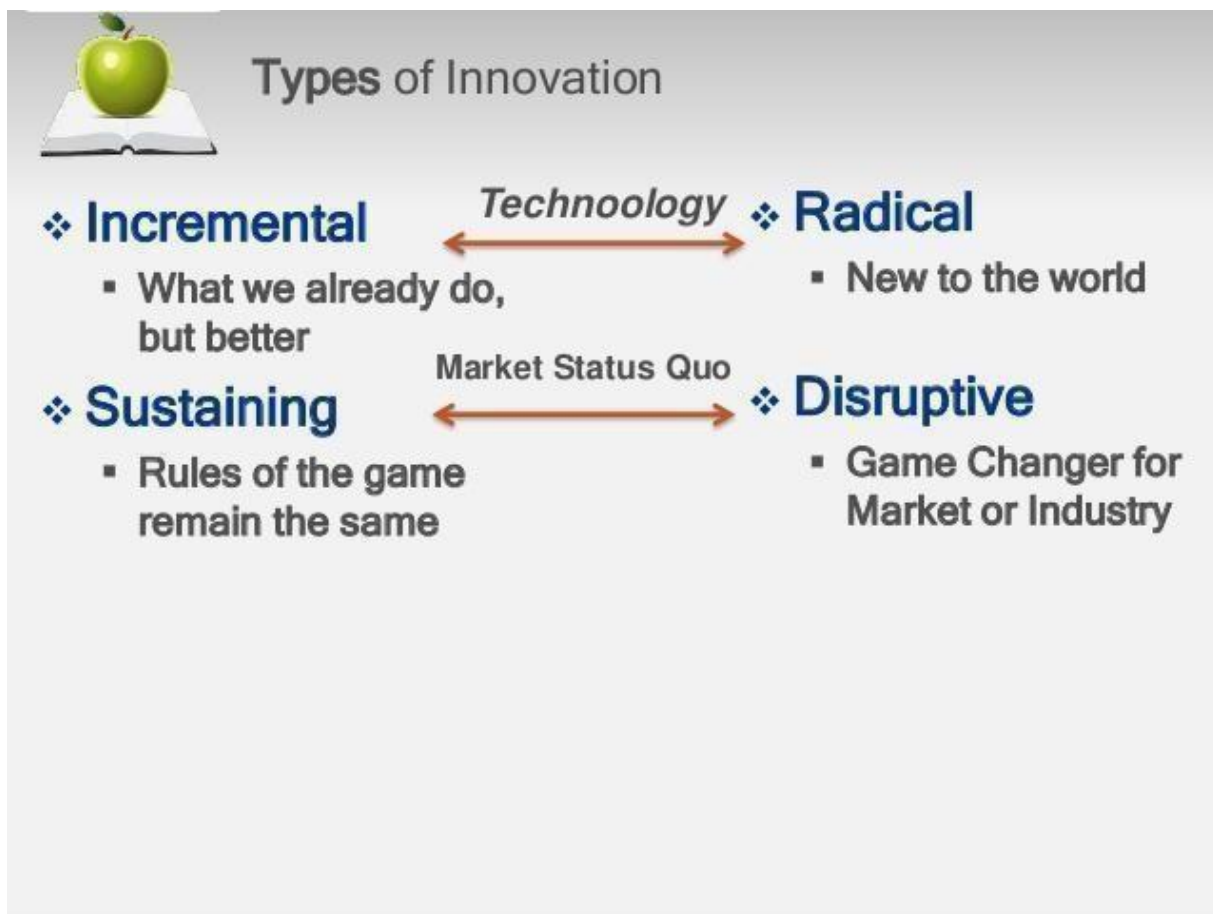 Types of Innovation
Incremental
What we already do,
but better
Technoology
Radical
New to the world
Sustaining
Rules of the game
remain the same
Market Status Quo
Disruptive
Game Changer for
Market or Industry